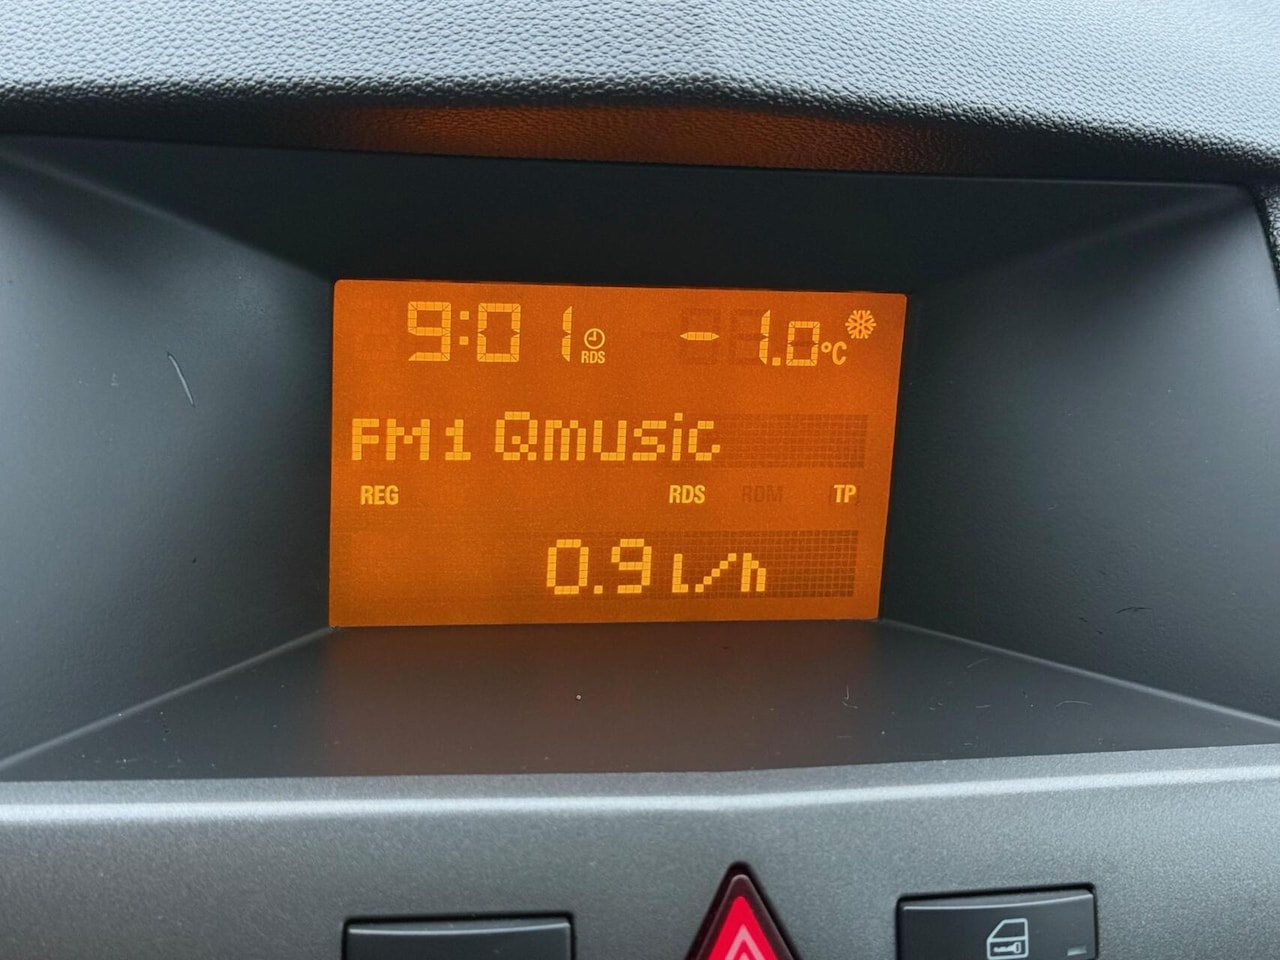 9:01 RDS -1.0°C
FM1 Qmusic
REG RDS RDM TP
0.9 l/h